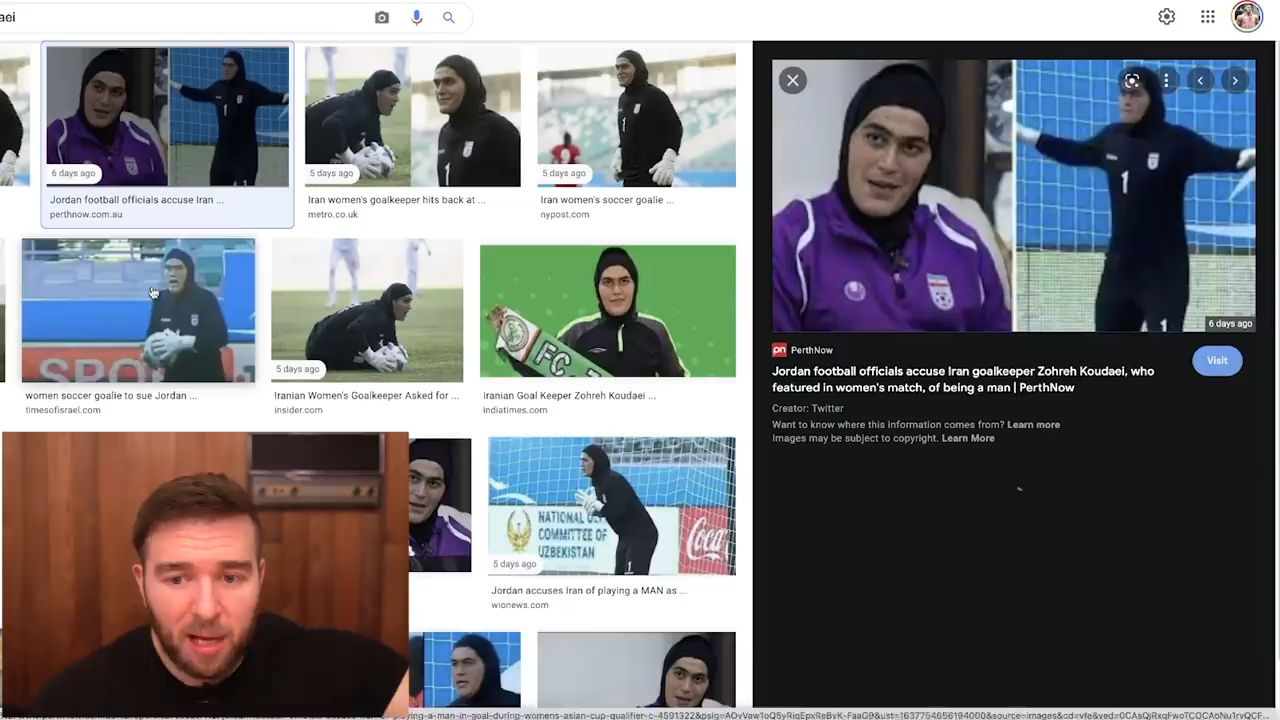 aei
6 days ago
5 days ago
5 days ago
Jordan football officials accuse Iran ...
Iran women's goalkeeper hits back at ...
Iran women's soccer goalie ...
perthnow.com.au
metro.co.uk
nypost.com
5 days ago
women soccer goalie to sue Jordan ...
Iranian Women's Goalkeeper Asked for ...
Iranian Goal Keeper Zohreh Koudaei ...
timesofisrael.com
insider.com
indiatimes.com
FC
NATIONAL OL
COMMITTEE OF
UZBEKISTAN
Coca
5 days ago
Jordan accuses Iran of playing a MAN as ...
wionews.com
1
6 days ago
pn PerthNow
Visit
Jordan football officials accuse Iran goalkeeper Zohreh Koudaei, who
featured in women's match, of being a man | PerthNow
Creator: Twitter
Want to know where this information comes from? Learn more
Images may be subject to copyright. Learn More